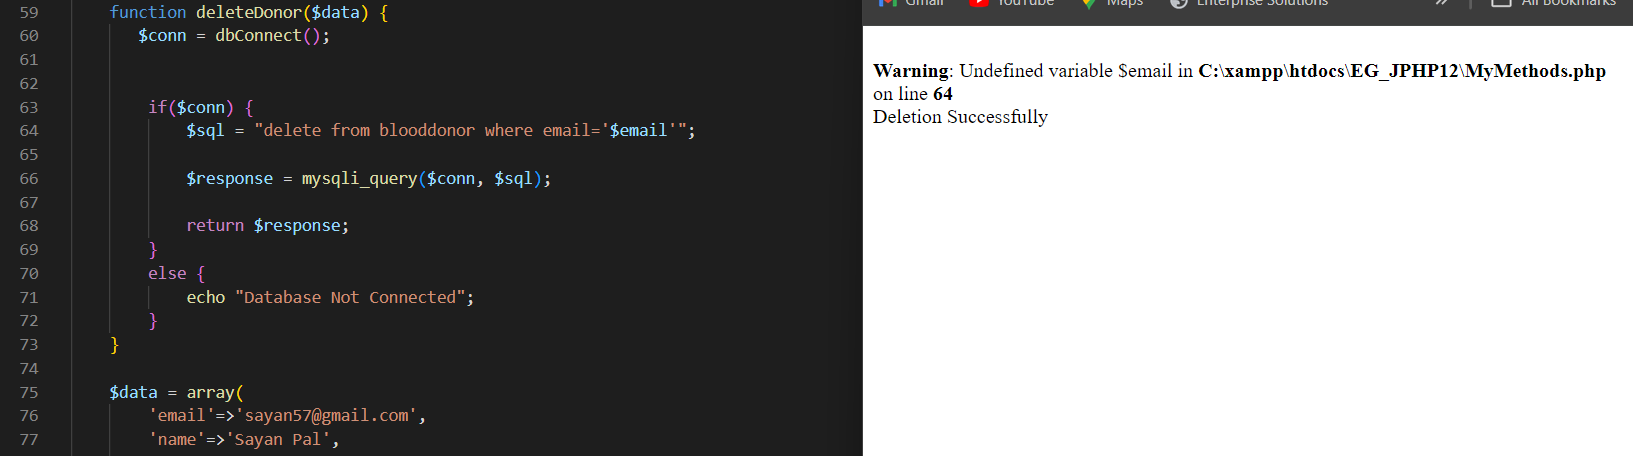 59 function deleteDonor($data) {
60 $conn = dbConnect();
61
62
63 if($conn) {
64 $sql = "delete from blooddonor where email='$email'";
65
66 $response = mysqli_query($conn, $sql);
67
68 return $response;
69 }
70 else {
71 echo "Database Not Connected";
72 }
73 }
74
75 $data = array(
76 'email'=>'sayan57@gmail.com',
77 'name'=>'Sayan Pal',
Gmail YouTube Maps Enterprise Solutions » All Bookmarks
Warning: Undefined variable $email in C:\xampp\htdocs\EG_JPHP12\MyMethods.php
on line 64
Deletion Successfully